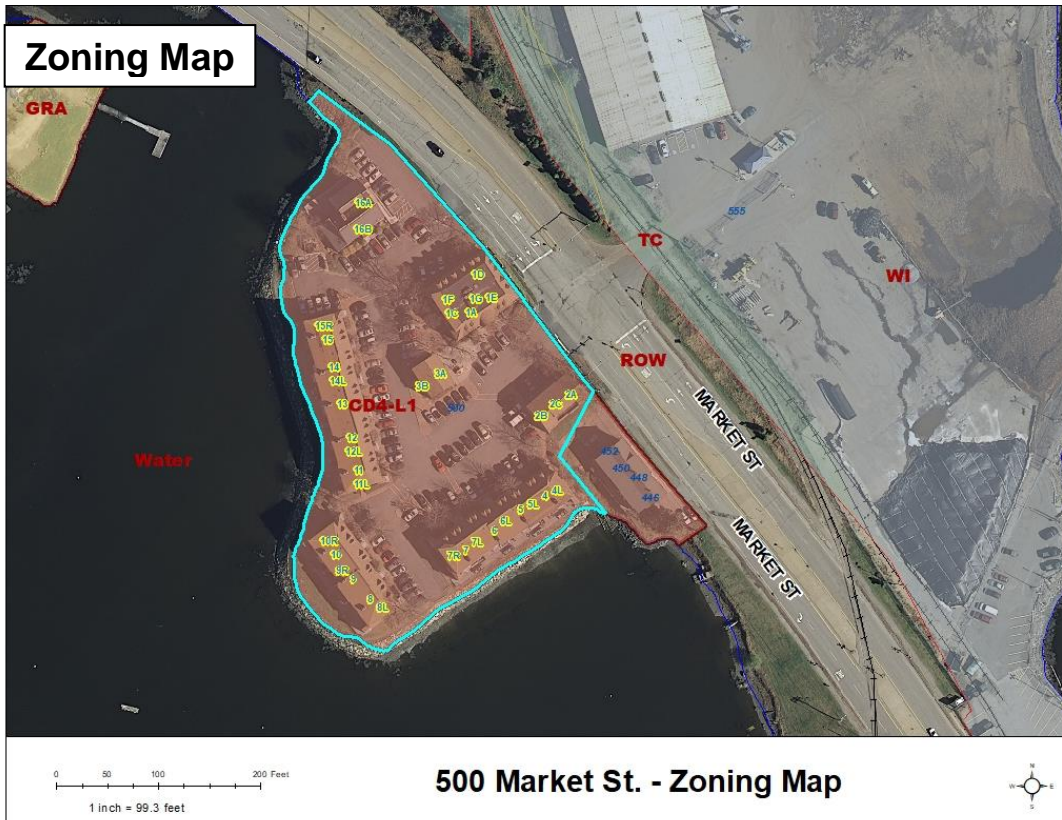 Zoning Map
GRA
16A
16B
TC
555
WI
1D
1F
1G
1E
1C
1A
15R
15
ROW
14
14L
3A
3B
2A
13
CD4-L1
500
2C
2B
MARKET ST
12
12L
Water
452
450
11
448
11L
4L
446
4
5L
5
6L
6
MARKET ST
10R
7L
10
7
7R
9R
9
8
8L
0 50 100 200 Feet
1 inch = 99.3 feet
500 Market St. - Zoning Map
N
W
E
S